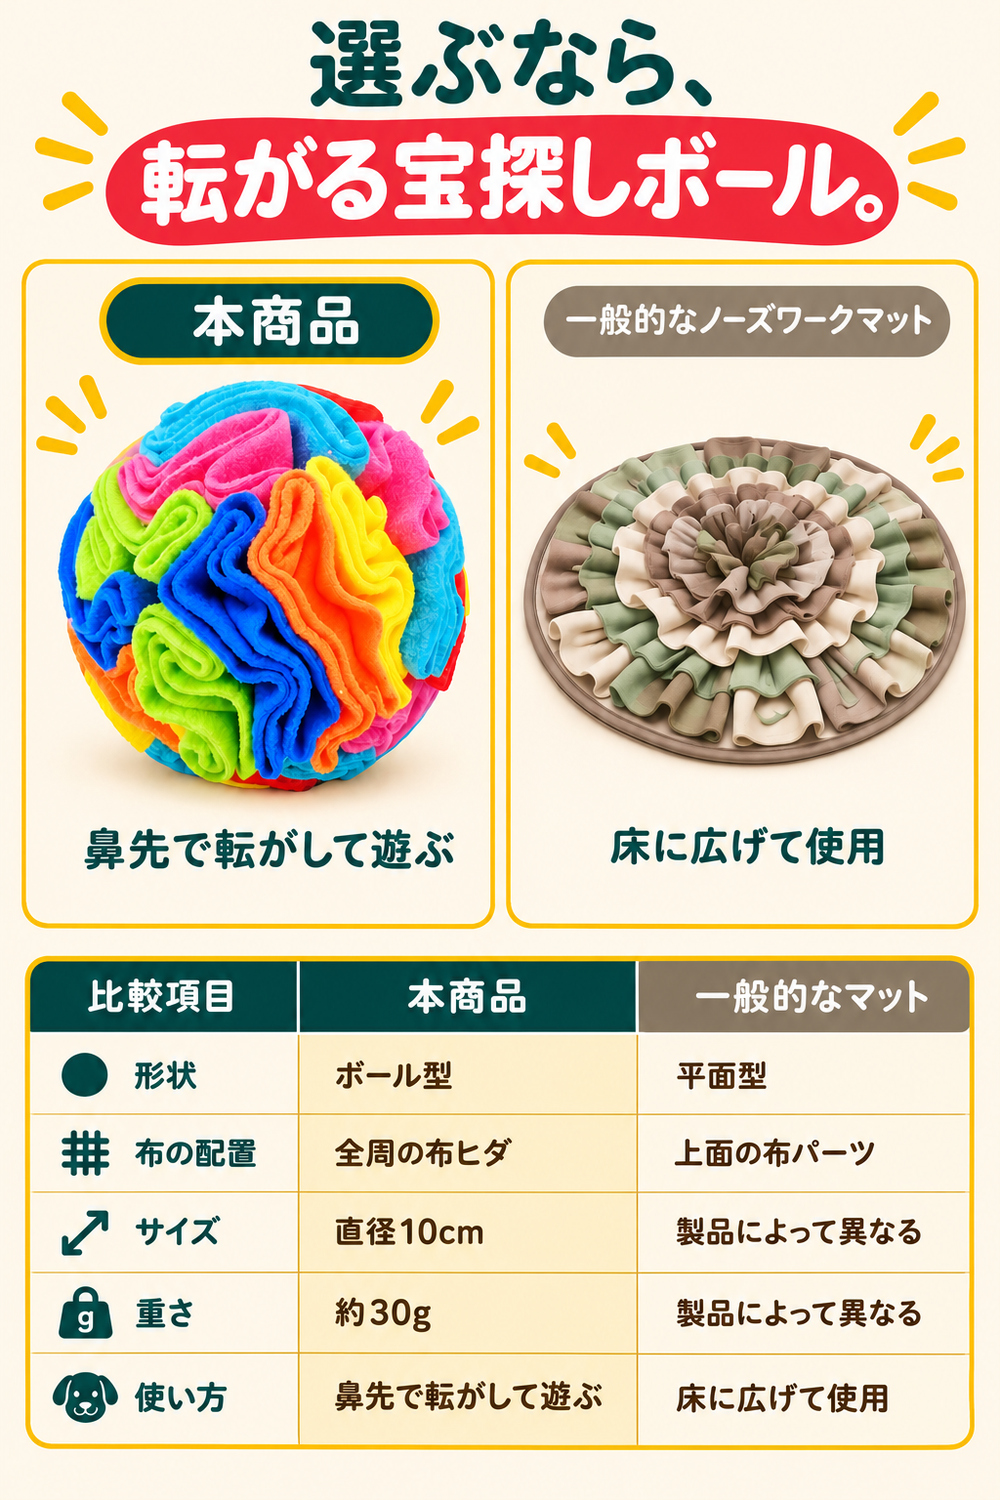 選ぶなら、
転がる宝探しボール。
本商品
一般的なノーズワークマット
鼻先で転がして遊ぶ
床に広げて使用
比較項目 本商品 一般的なマット
形状 ボール型 平面型
布の配置 全周の布ヒダ 上面の布パーツ
サイズ 直径10cm 製品によって異なる
g 重さ 約30g 製品によって異なる
使い方 鼻先で転がして遊ぶ 床に広げて使用